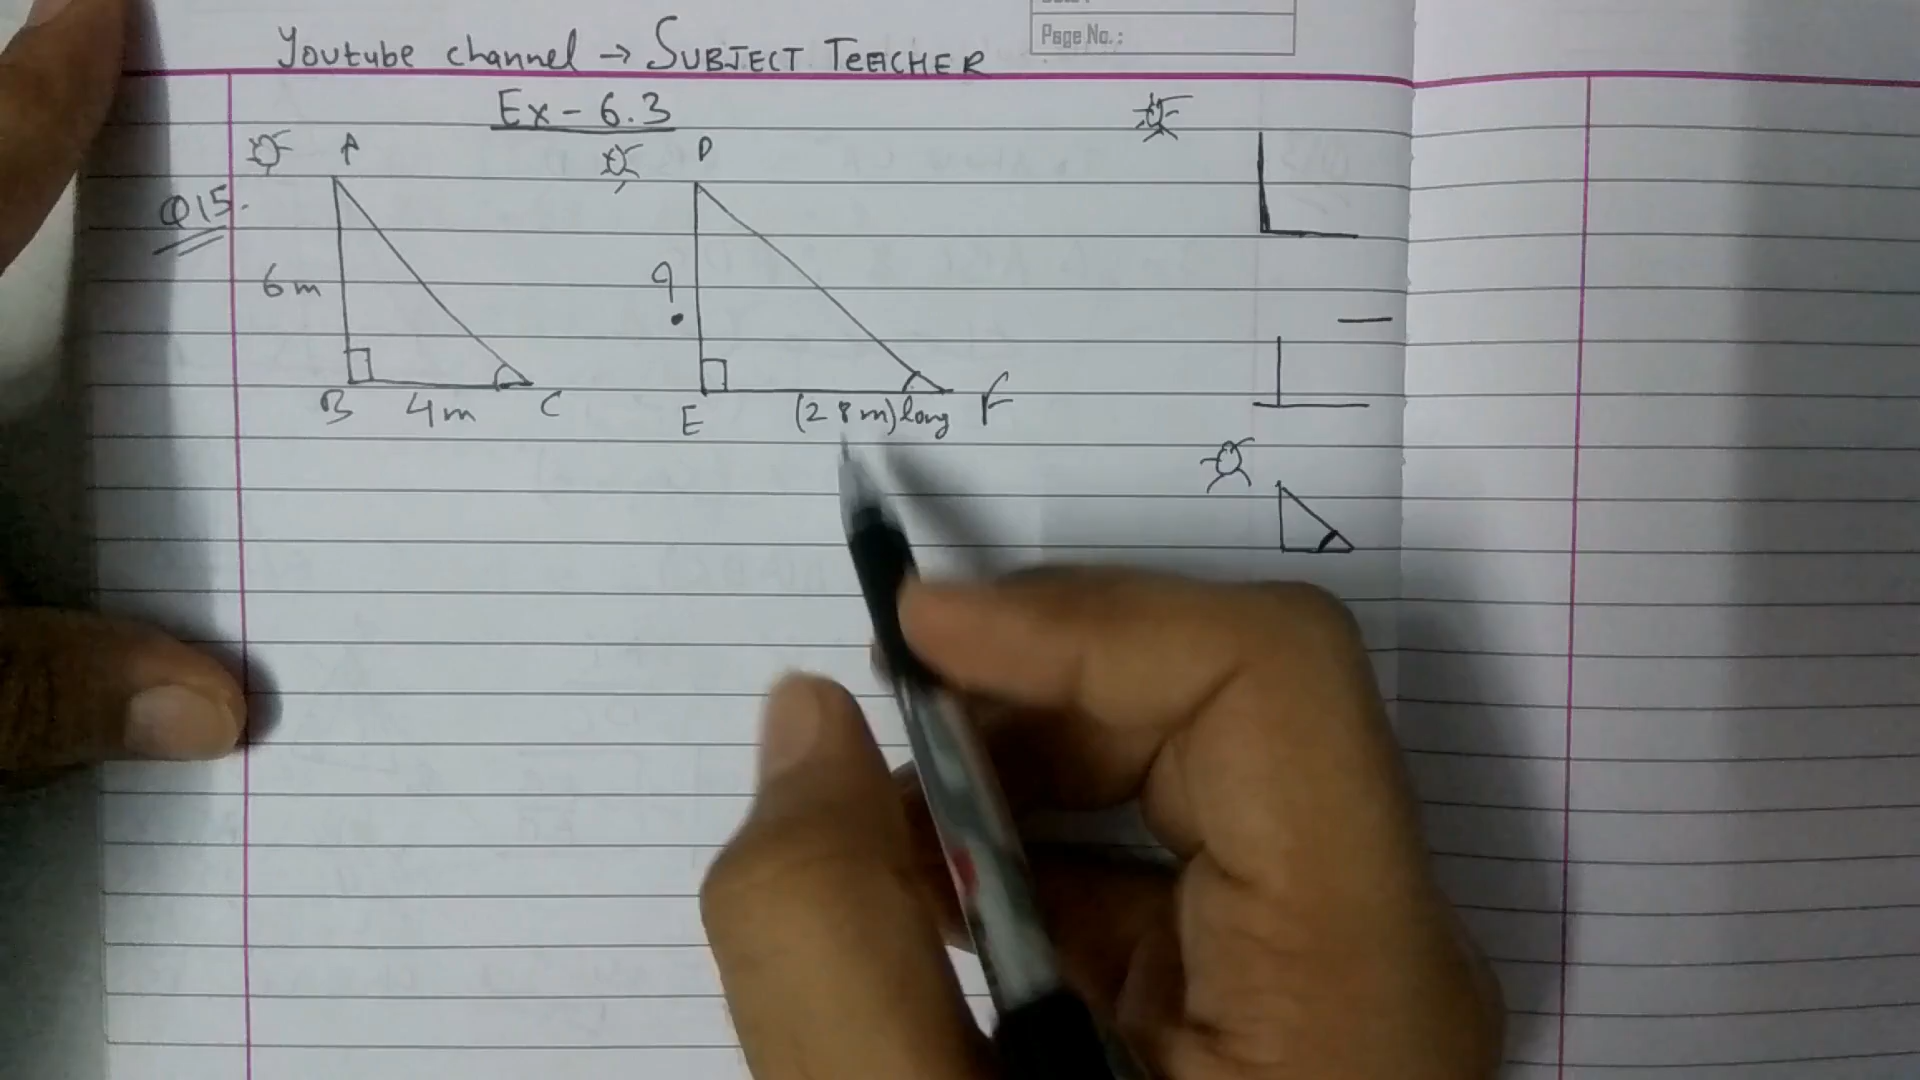 Youtube channel → SUBJECT TEACHER
Page No.:
Ex - 6.3
Q15.
A
D
6m
B
4m
C
E
(28m) long
F